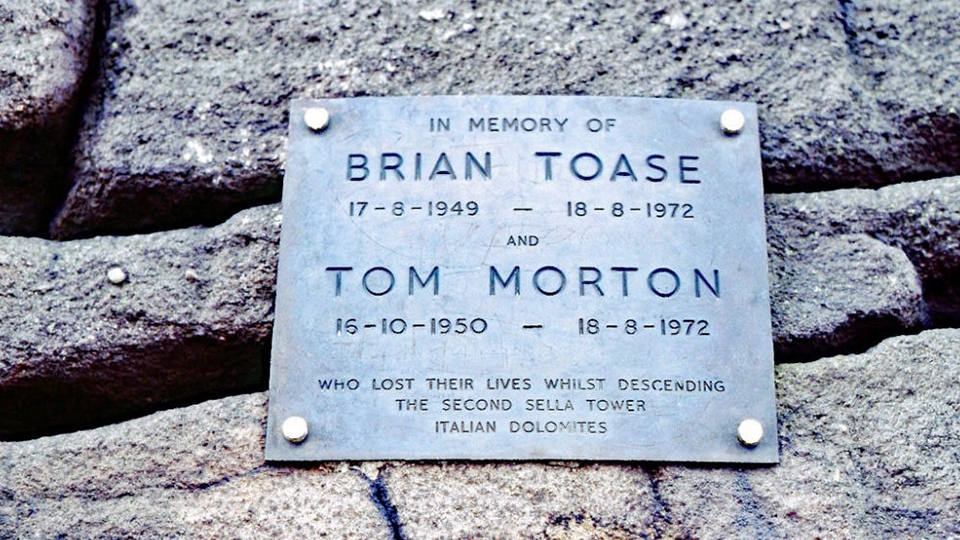 IN MEMORY OF
BRIAN TOASE
17-8-1949 — 18-8-1972
AND
TOM MORTON
16-10-1950 — 18-8-1972
WHO LOST THEIR LIVES WHILST DESCENDING
THE SECOND SELLA TOWER
ITALIAN DOLOMITES